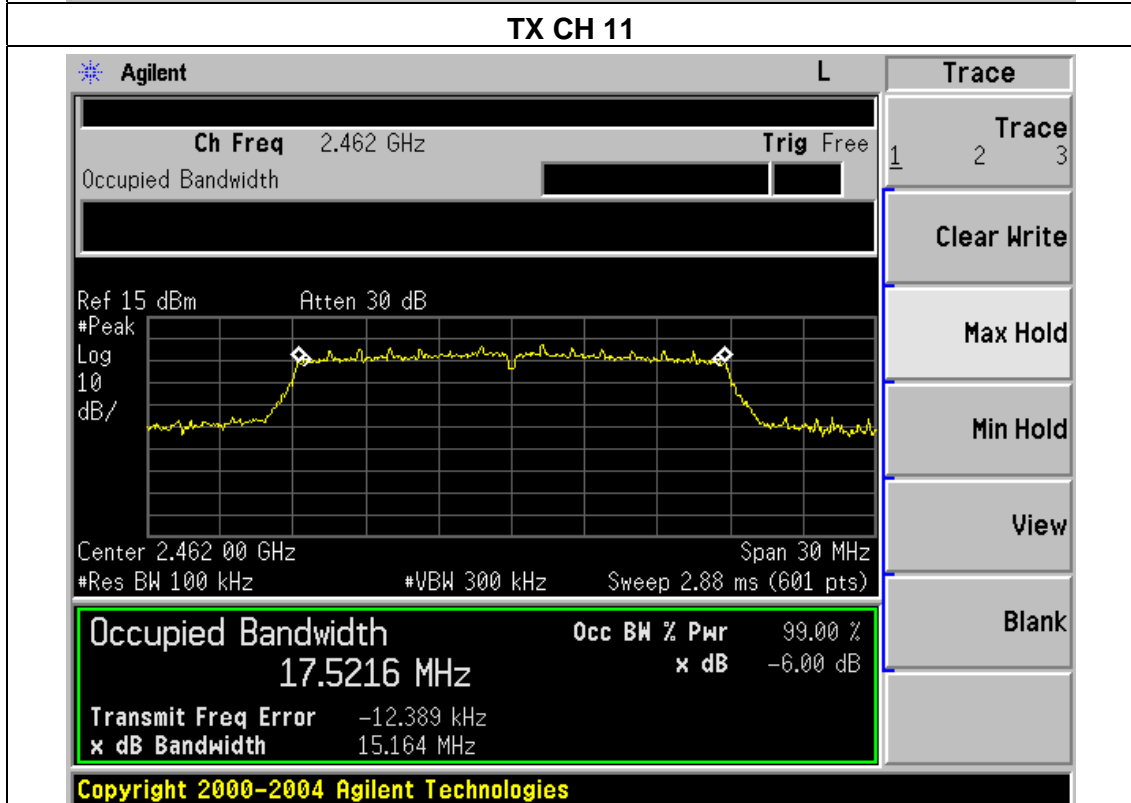 TX CH 11
Agilent L Trace
Ch Freq 2.462 GHz Trig Free
Occupied Bandwidth
Trace
1 2 3
Clear Write
Max Hold
Min Hold
View
Blank
Ref 15 dBm Atten 30 dB
#Peak
Log
10
dB/
Center 2.462 00 GHz Span 30 MHz
#Res BW 100 kHz #VBW 300 kHz Sweep 2.88 ms (601 pts)
Occupied Bandwidth Occ BW % Pwr 99.00 %
17.5216 MHz x dB -6.00 dB
Transmit Freq Error -12.389 kHz
x dB Bandwidth 15.164 MHz
Copyright 2000-2004 Agilent Technologies